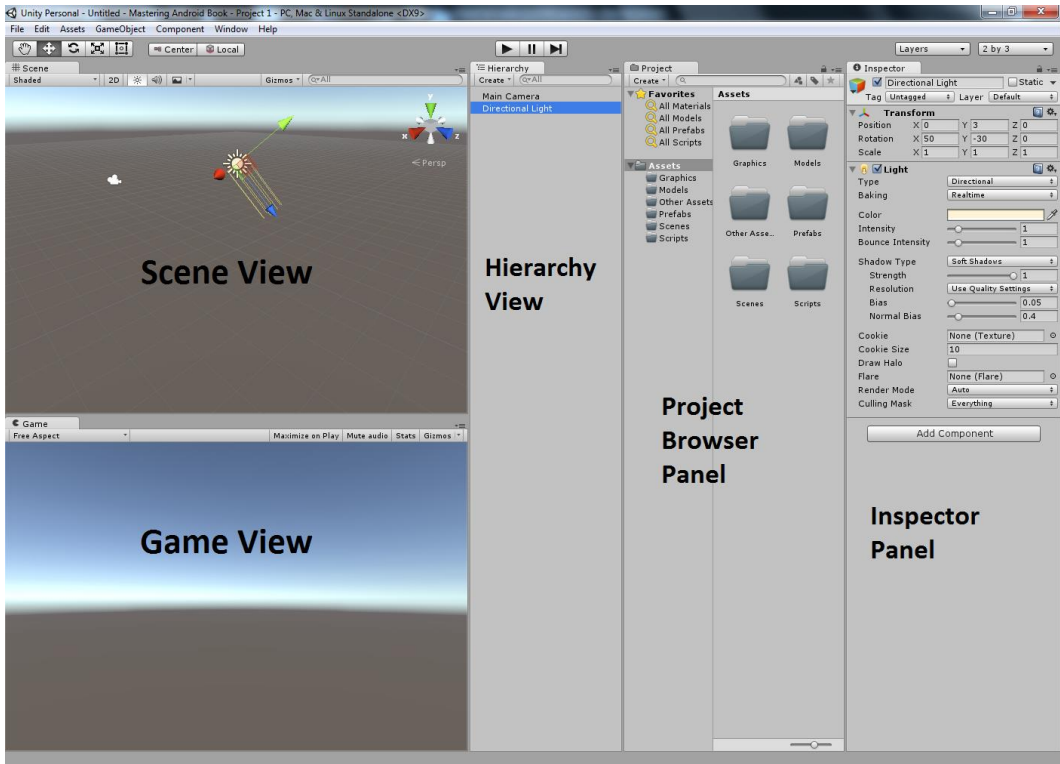 Unity Personal - Untitled - Mastering Android Book - Project 1 - PC, Mac & Linux Standalone <DX9>
File Edit Assets GameObject Component Window Help
Center Local
Layers 2 by 3
Scene
Shaded 2D Gizmos All
y
x z
Persp
Scene View
Game
Free Aspect Maximize on Play Mute audio Stats Gizmos
Game View
Hierarchy
Create All
Main Camera
Directional Light
Hierarchy
View
Project
Create
Favorites
All Materials
All Models
All Prefabs
All Scripts
Assets
Graphics
Models
Other Assets
Prefabs
Scenes
Scripts
Assets
Graphics Models
Other Asse... Prefabs
Scenes Scripts
Project
Browser
Panel
Inspector
Directional Light Static
Tag Untagged Layer Default
Transform
Position X 0 Y 3 Z 0
Rotation X 50 Y -30 Z 0
Scale X 1 Y 1 Z 1
Light
Type Directional
Baking Realtime
Color
Intensity 1
Bounce Intensity 1
Shadow Type Soft Shadows
Strength 1
Resolution Use Quality Settings
Bias 0.05
Normal Bias 0.4
Cookie None (Texture)
Cookie Size 10
Draw Halo
Flare None (Flare)
Render Mode Auto
Culling Mask Everything
Add Component
Inspector
Panel